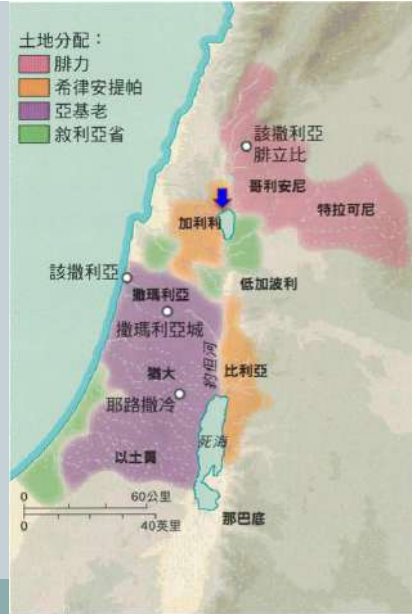 土地分配：
腓力
希律安提帕
亞基老
敘利亞省
該撒利亞
腓立比
哥利安尼
特拉可尼
加利利
低加波利
該撒利亞
撒瑪利亞
撒瑪利亞城
約但河
猶大
比利亞
耶路撒冷
死海
以土買
0 60公里
0 40英里
那巴底